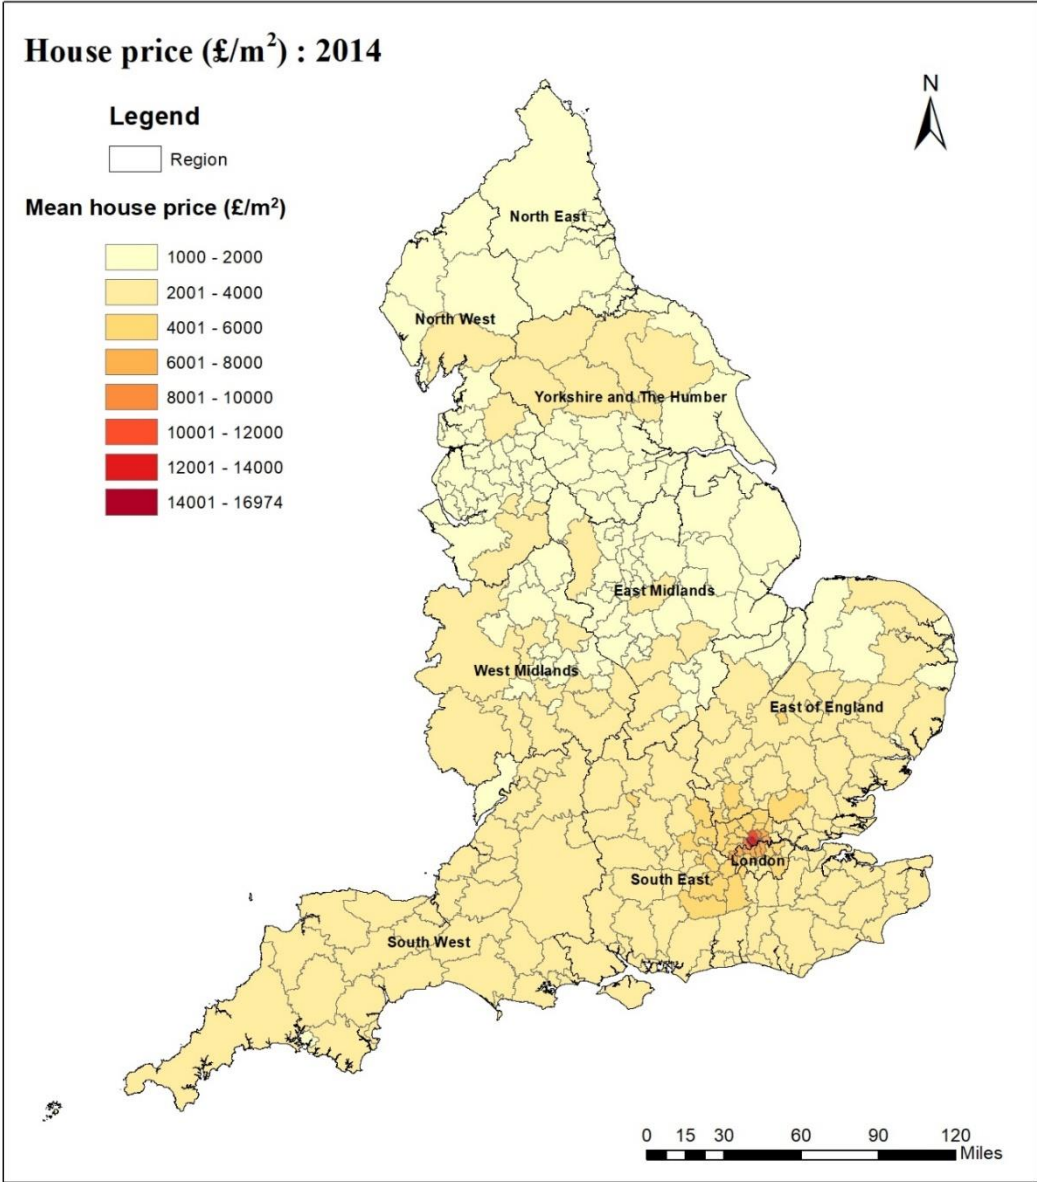 House price (£/m²) : 2014
N
Legend
Region
Mean house price (£/m²)
1000 - 2000
2001 - 4000
4001 - 6000
6001 - 8000
8001 - 10000
10001 - 12000
12001 - 14000
14001 - 16974
North East
North West
Yorkshire and The Humber
East Midlands
West Midlands
East of England
London
South East
South West
0 15 30 60 90 120
Miles